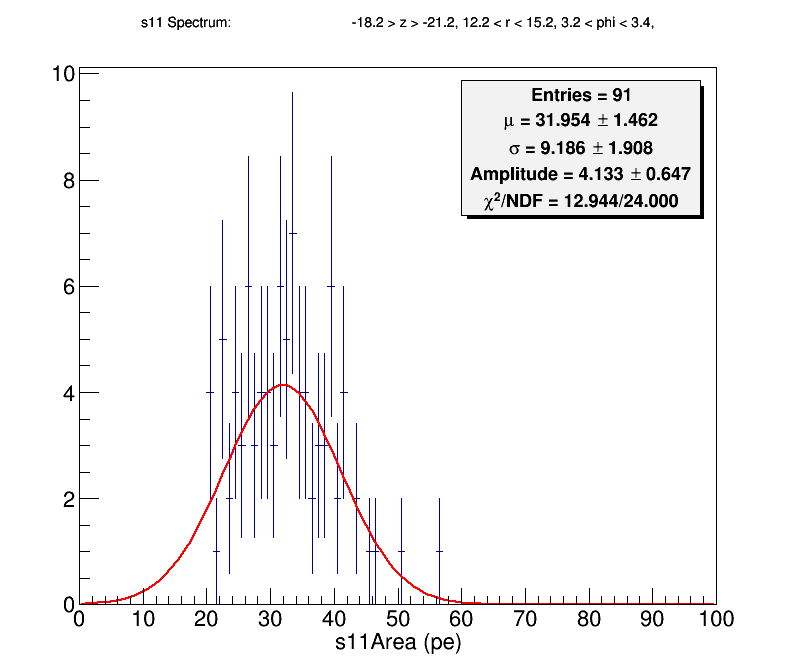 s11 Spectrum: -18.2 > z > -21.2, 12.2 < r < 15.2, 3.2 < phi < 3.4,
Entries = 91
μ = 31.954 ± 1.462
σ = 9.186 ± 1.908
Amplitude = 4.133 ± 0.647
χ²/NDF = 12.944/24.000
10
8
6
4
2
0
0 10 20 30 40 50 60 70 80 90 100
s11Area (pe)